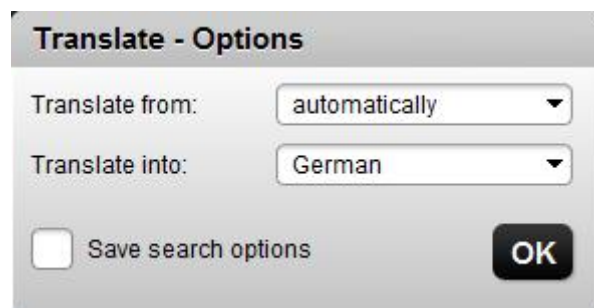 Translate - Options
Translate from: automatically
Translate into: German
Save search options OK